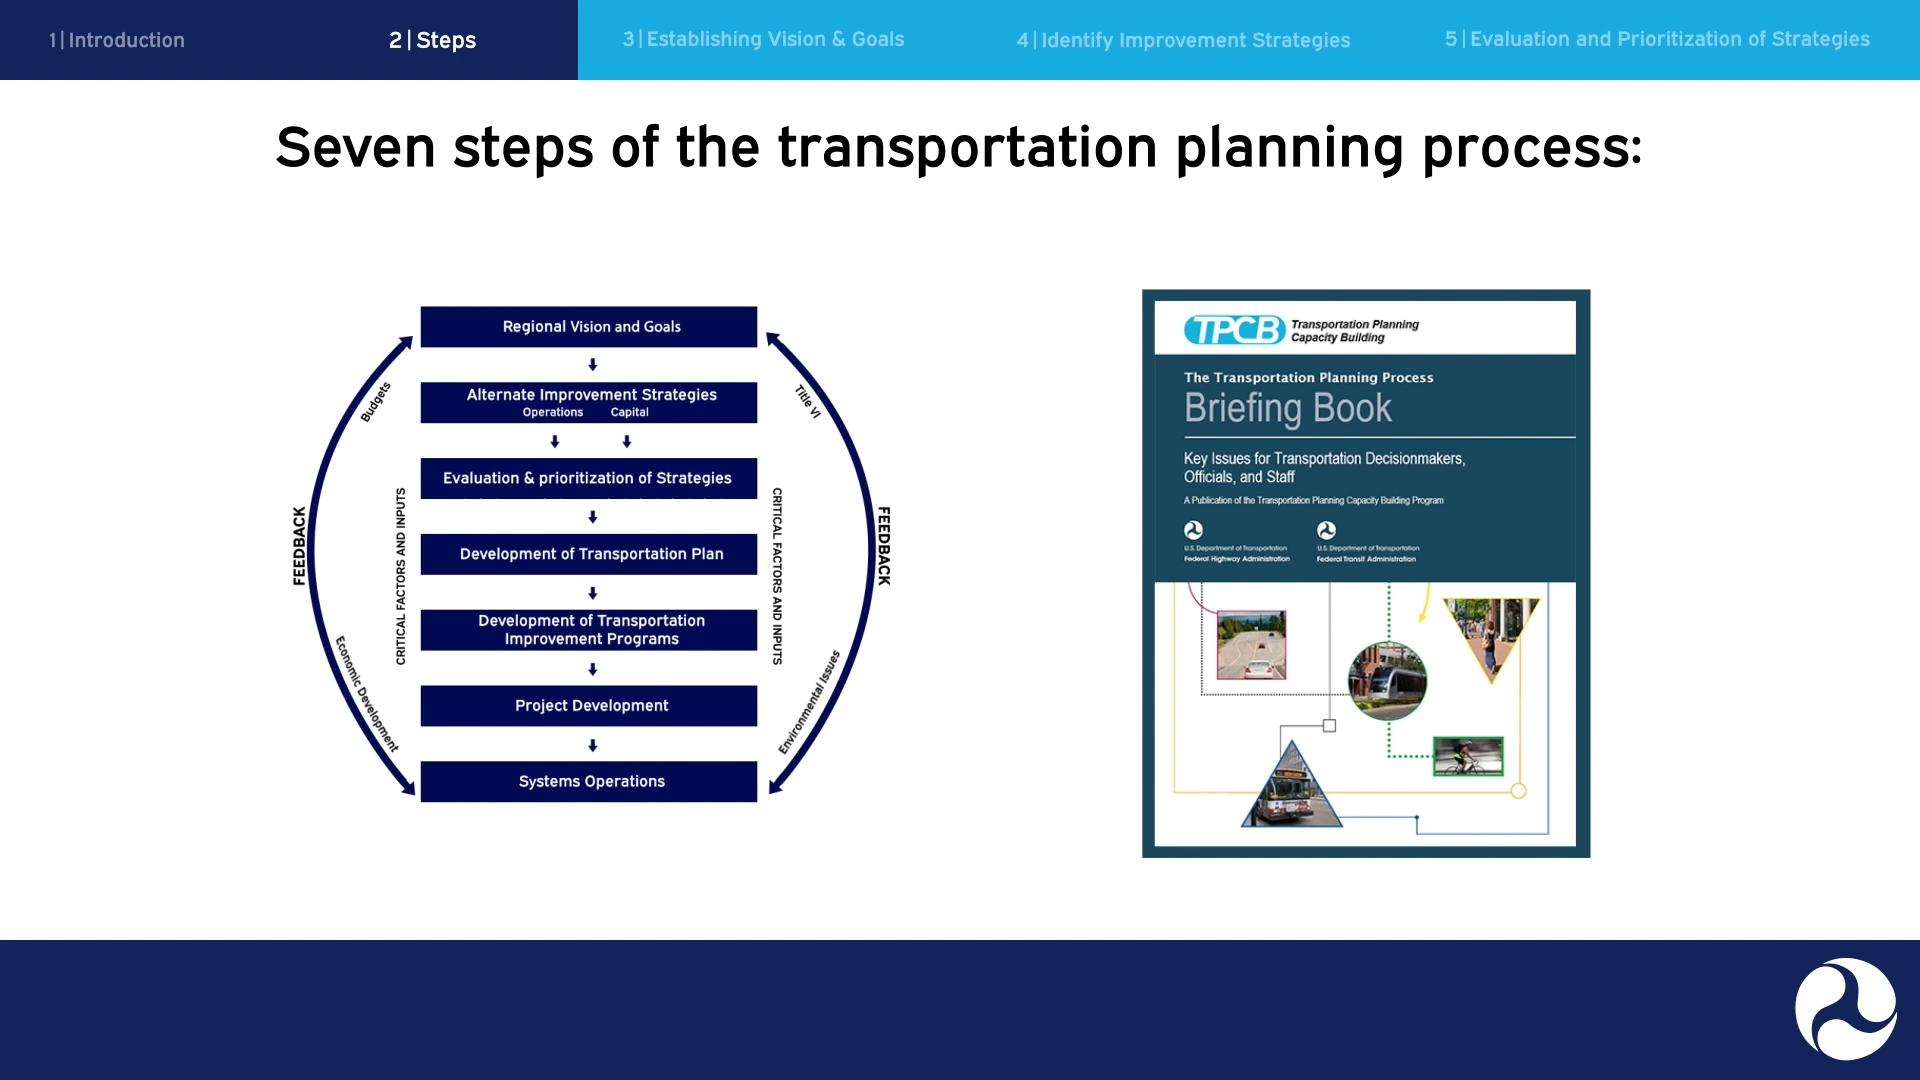 1|Introduction
2|Steps
3|Establishing Vision & Goals
4|Identify Improvement Strategies
5|Evaluation and Prioritization of Strategies
Seven steps of the transportation planning process:
Regional Vision and Goals
Alternate Improvement Strategies
Operations Capital
Evaluation & prioritization of Strategies
Development of Transportation Plan
Development of Transportation
Improvement Programs
Project Development
Systems Operations
FEEDBACK
Budgets
Economic Development
CRITICAL FACTORS AND INPUTS
CRITICAL FACTORS AND INPUTS
Title VI
Environmental Issues
FEEDBACK
TPCB
Transportation Planning
Capacity Building
The Transportation Planning Process
Briefing Book
Key Issues for Transportation Decisionmakers,
Officials, and Staff
A Publication of the Transportation Planning Capacity Building Program
U.S. Department of Transportation
Federal Highway Administration
U.S. Department of Transportation
Federal Transit Administration